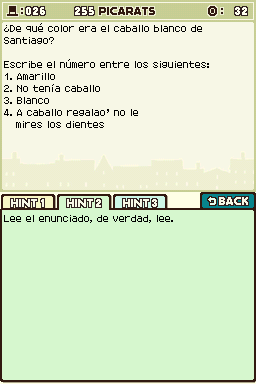 :026 255 PICARATS : 32
¿De qué color era el caballo blanco de
Santiago?
Escribe el número entre los siguientes:
1. Amarillo
2. No tenía caballo
3. Blanco
4. A caballo regalao' no le
mires los dientes
HINT 1 HINT 2 HINT 3 BACK
Lee el enunciado, de verdad, lee.